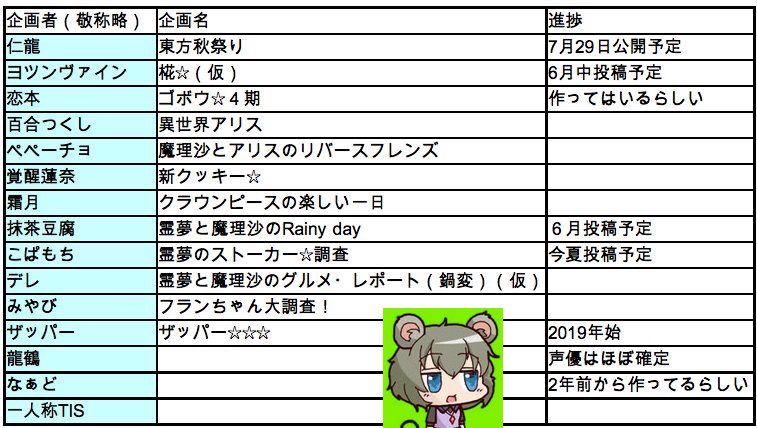 企画者（敬称略） 企画名 進捗
仁龍 東方秋祭り 7月29日公開予定
ヨツンヴァイン 椛☆（仮） 6月中投稿予定
恋本 ゴボウ☆４期 作ってはいるらしい
百合つくし 異世界アリス
ペペーチョ 魔理沙とアリスのリバースフレンズ
覚醒蓮奈 新クッキー☆
霜月 クラウンピースの楽しい一日
抹茶豆腐 霊夢と魔理沙のRainy day ６月投稿予定
こぱもち 霊夢のストーカー☆調査 今夏投稿予定
デレ 霊夢と魔理沙のグルメ・レポート（鍋変）（仮）
みやび フランちゃん大調査！
ザッパー ザッパー☆☆☆ 2019年始
龍鶴 声優はほぼ確定
なぁど 2年前から作ってるらしい
一人称TIS